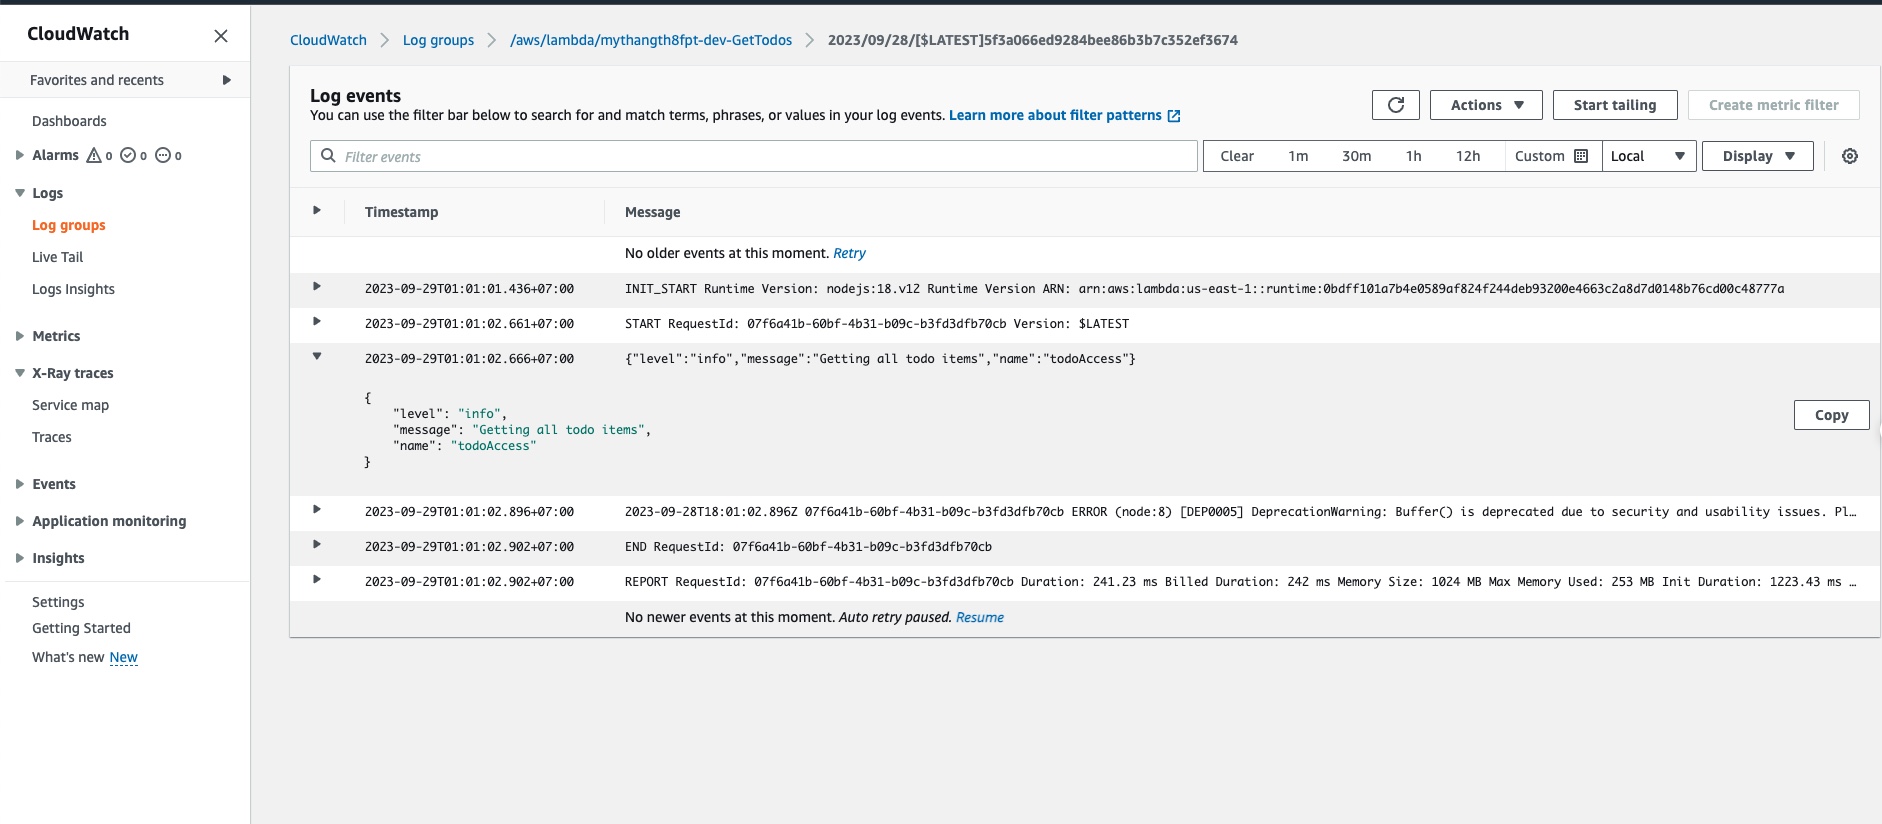 CloudWatch
Favorites and recents
Dashboards
Alarms 0 0 0
Logs
Log groups
Live Tail
Logs Insights
Metrics
X-Ray traces
Service map
Traces
Events
Application monitoring
Insights
Settings
Getting Started
What's new New
CloudWatch Log groups /aws/lambda/mythangth8fpt-dev-GetTodos 2023/09/28/[$LATEST]5f3a066ed9284bee86b3b7c352ef3674
Log events
You can use the filter bar below to search for and match terms, phrases, or values in your log events. Learn more about filter patterns
Actions Start tailing Create metric filter
Filter events Clear 1m 30m 1h 12h Custom Local Display
Timestamp Message
No older events at this moment. Retry
2023-09-29T01:01:01.436+07:00 INIT_START Runtime Version: nodejs:18.v12 Runtime Version ARN: arn:aws:lambda:us-east-1::runtime:0bdff101a7b4e0589af824f244deb93200e4663c2a8d7d0148b76cd00c48777a
2023-09-29T01:01:02.661+07:00 START RequestId: 07f6a41b-60bf-4b31-b09c-b3fd3dfb70cb Version: $LATEST
2023-09-29T01:01:02.666+07:00 {"level":"info","message":"Getting all todo items","name":"todoAccess"}
{
"level": "info",
"message": "Getting all todo items",
"name": "todoAccess"
}
Copy
2023-09-29T01:01:02.896+07:00 2023-09-28T18:01:02.896Z 07f6a41b-60bf-4b31-b09c-b3fd3dfb70cb ERROR (node:8) [DEP0005] DeprecationWarning: Buffer() is deprecated due to security and usability issues. Pl…
2023-09-29T01:01:02.902+07:00 END RequestId: 07f6a41b-60bf-4b31-b09c-b3fd3dfb70cb
2023-09-29T01:01:02.902+07:00 REPORT RequestId: 07f6a41b-60bf-4b31-b09c-b3fd3dfb70cb Duration: 241.23 ms Billed Duration: 242 ms Memory Size: 1024 MB Max Memory Used: 253 MB Init Duration: 1223.43 ms …
No newer events at this moment. Auto retry paused. Resume